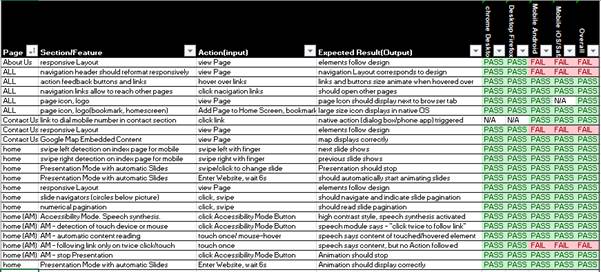 chrome Desktop Desktop Firefox Mobile Android Mobile iOS/Safari Overall
Page Section/Feature Action(input) Expected Result(Output)
About Us responsive Layout view Page elements follow design PASS PASS FAIL FAIL FAIL
ALL navigation header should reformat responsively view Page navigation Layout corresponds to design PASS PASS FAIL FAIL FAIL
ALL action feedback buttons and links hover over links links and buttons size animate when hovered over PASS PASS PASS PASS PASS
ALL navigation links allow to reach other pages click nacigation links should open other pages PASS PASS PASS PASS PASS
ALL page icon, logo view Page page Icon should display next to browser tab PASS PASS PASS N/A PASS
ALL page icon, logo(bookmark, homescreen) Add Page to Home Screen, bookmark large size icon displays in native OS PASS PASS PASS PASS PASS
Contact Us link to dial mobile number in contact section click link native action (dialog box/phone app) triggered N/A N/A PASS PASS PASS
Contact Us responsive Layout view Page elements follow design PASS PASS FAIL FAIL FAIL
Contact Us Google Map Embedded Content view Page map displays correctly PASS PASS PASS PASS PASS
home swipe left detection on index page for mobile swipe left with finger next slide shows PASS PASS PASS PASS PASS
home swipe right detection on index page for mobile swipe right with finger previous slide shows PASS PASS PASS PASS PASS
home Presentation Mode with automatic Slides swipe/click to change slide Presentation should stop PASS PASS PASS PASS PASS
home Presentation Mode with automatic Slides Enter Website, wait 6s should automatically start animating slides PASS PASS PASS PASS PASS
home responsive Layout view Page elements follow design PASS PASS PASS PASS PASS
home slide navigators (circles below picture) click, swipe should navigate and indicate slide pagination PASS PASS PASS PASS PASS
home numerical pagination click, swipe should read slide pagination PASS PASS PASS PASS PASS
home (AM) Accessibility Mode. Speech synthesis. click Accessibility Mode Button high contrast style, speech synthesis activated PASS PASS PASS PASS PASS
home (AM) AM - detection of touch device or mouse click Accessibility Mode Button speech module says - "click twice to follow link" PASS PASS PASS PASS PASS
home (AM) AM - automatic content reading touch once/ mouse-hover speech says content of touched/hovered element PASS PASS PASS PASS PASS
home (AM) AM - following link only on twice click/touch touch once speech says content, but no Action followed PASS PASS FAIL FAIL FAIL
home (AM) AM - stop Presentation click Accessibility Mode Button Animation should stop PASS PASS PASS PASS PASS
home Presentation Mode with automatic Slides Enter Website, wait 6s Animation should display correctly PASS PASS PASS PASS PASS